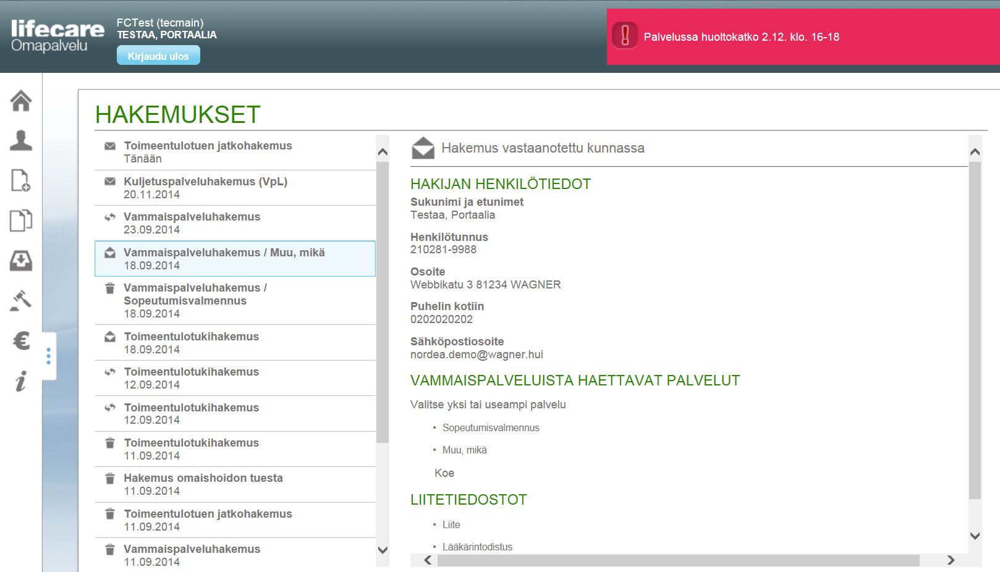 lifecare
Omapalvelu
FCTest (tecmain)
TESTAA, PORTAALIA
Kirjaudu ulos
Palvelussa huoltokatko 2.12. klo. 16-18
HAKEMUKSET
Toimeentulotuen jatkohakemus
Tänään
Kuljetuspalveluhakemus (VpL)
20.11.2014
Vammaispalveluhakemus
23.09.2014
Vammaispalveluhakemus / Muu, mikä
18.09.2014
Vammaispalveluhakemus /
Sopeutumisvalmennus
18.09.2014
Toimeentulotukihakemus
18.09.2014
Toimeentulotukihakemus
12.09.2014
Toimeentulotukihakemus
12.09.2014
Toimeentulotukihakemus
11.09.2014
Hakemus omaishoidon tuesta
11.09.2014
Toimeentulotuen jatkohakemus
11.09.2014
Vammaispalveluhakemus
11.09.2014
Hakemus vastaanotettu kunnassa
HAKIJAN HENKILÖTIEDOT
Sukunimi ja etunimet
Testaa, Portaalia
Henkilötunnus
210281-9988
Osoite
Webbikatu 3 81234 WAGNER
Puhelin kotiin
0202020202
Sähköpostiosoite
nordea.demo@wagner.hui
VAMMAISPALVELUISTA HAETTAVAT PALVELUT
Valitse yksi tai useampi palvelu
• Sopeutumisvalmennus
• Muu, mikä
Koe
LIITETIEDOSTOT
• Liite
• Lääkärintodistus